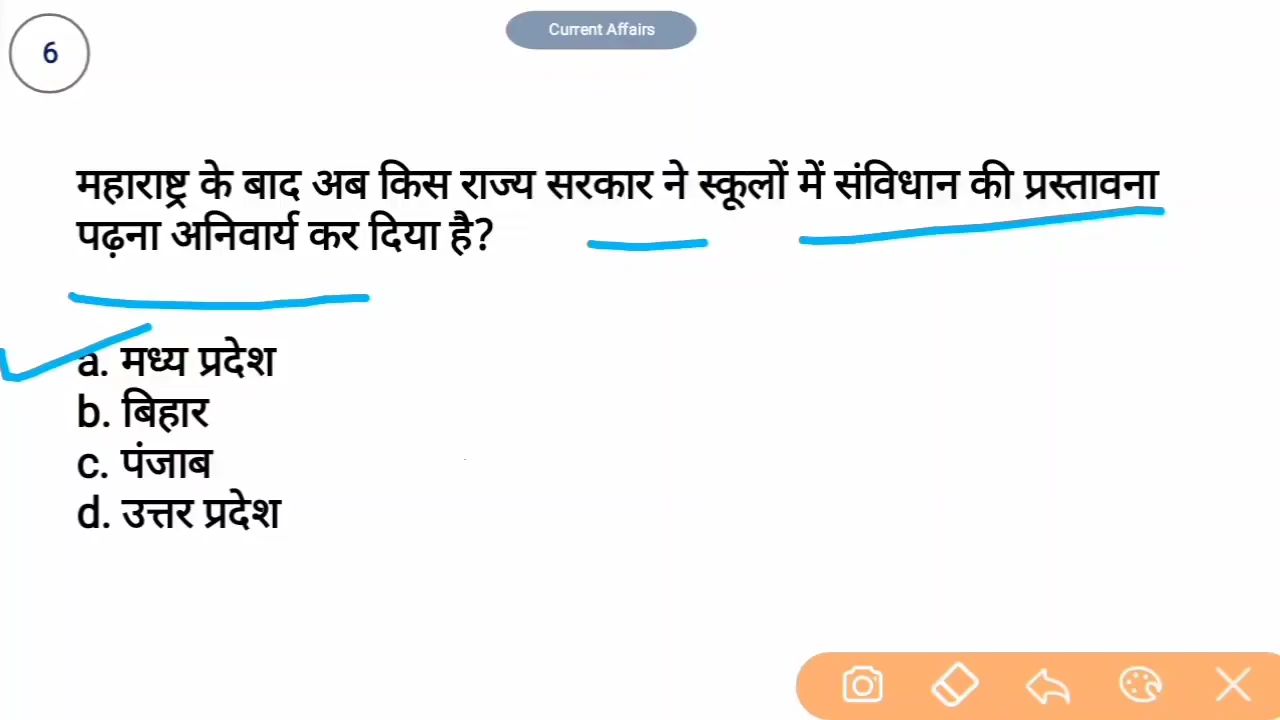 6
Current Affairs
महाराष्ट्र के बाद अब किस राज्य सरकार ने स्कूलों में संविधान की प्रस्तावना
पढ़ना अनिवार्य कर दिया है?
a. मध्य प्रदेश
b. बिहार
c. पंजाब
d. उत्तर प्रदेश